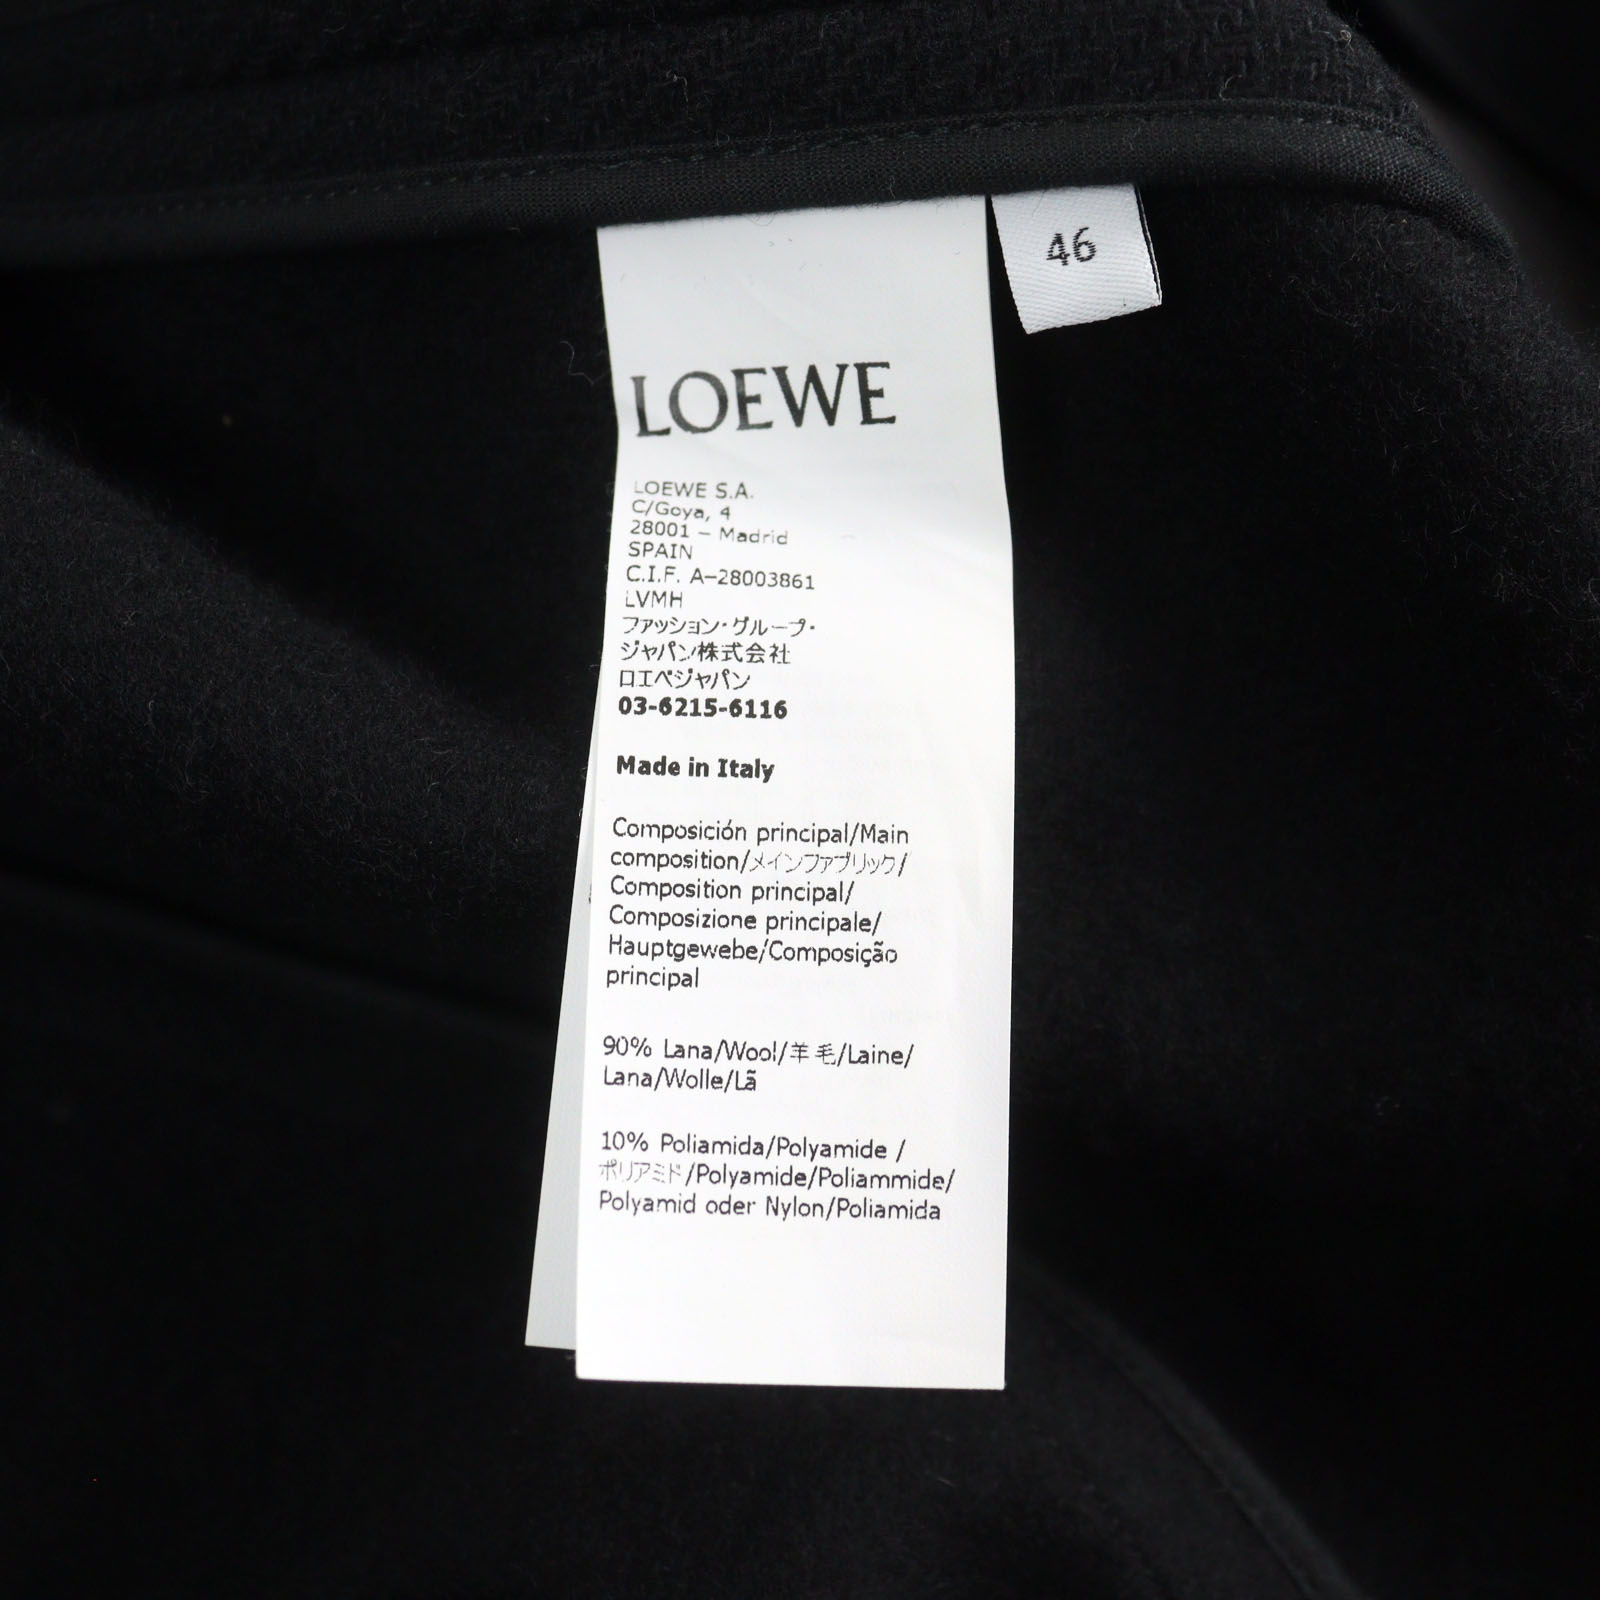 46
LOEWE
LOEWE S.A.
C/Goya, 4
28001 – Madrid
SPAIN
C.I.F. A–28003861
LVMH
ファッション・グループ・
ジャパン株式会社
ロエベジャパン
03-6215-6116
Made in Italy
Composición principal/Main
composition/メインファブリック/
Composition principal/
Composizione principale/
Hauptgewebe/Composição
principal
90% Lana/Wool/羊毛/Laine/
Lana/Wolle/Lã
10% Poliamida/Polyamide /
ポリアミド/Polyamide/Poliammide/
Polyamid oder Nylon/Poliamida